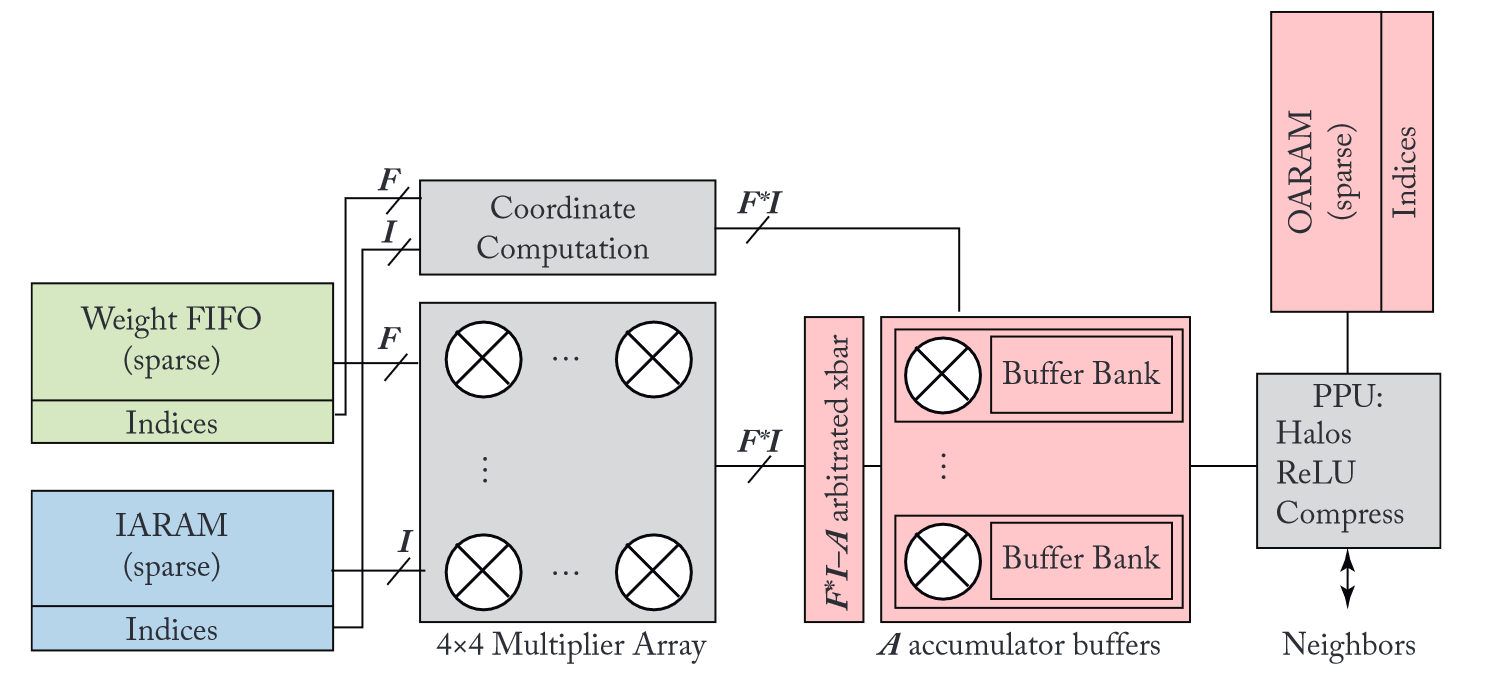 F
Coordinate
Computation
I
F*I
Weight FIFO
(sparse)
Indices
F
IARAM
(sparse)
Indices
I
...
⋮
...
4×4 Multiplier Array
F*I
F*I–A arbitrated xbar
Buffer Bank
⋮
Buffer Bank
A accumulator buffers
OARAM
(sparse)
Indices
PPU:
Halos
ReLU
Compress
Neighbors